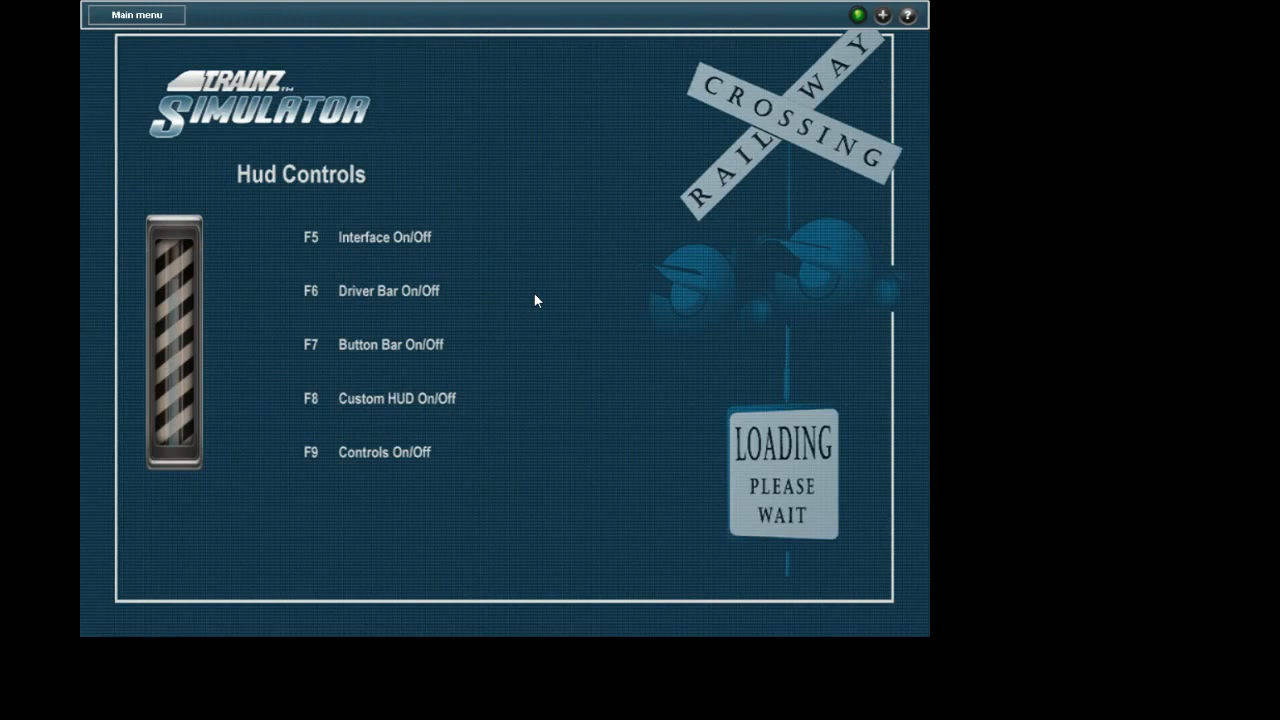 Main menu
?
TRAINZ™
SIMULATOR
RAILWAY
CROSSING
Hud Controls
F5 Interface On/Off
F6 Driver Bar On/Off
F7 Button Bar On/Off
F8 Custom HUD On/Off
F9 Controls On/Off
LOADING
PLEASE
WAIT